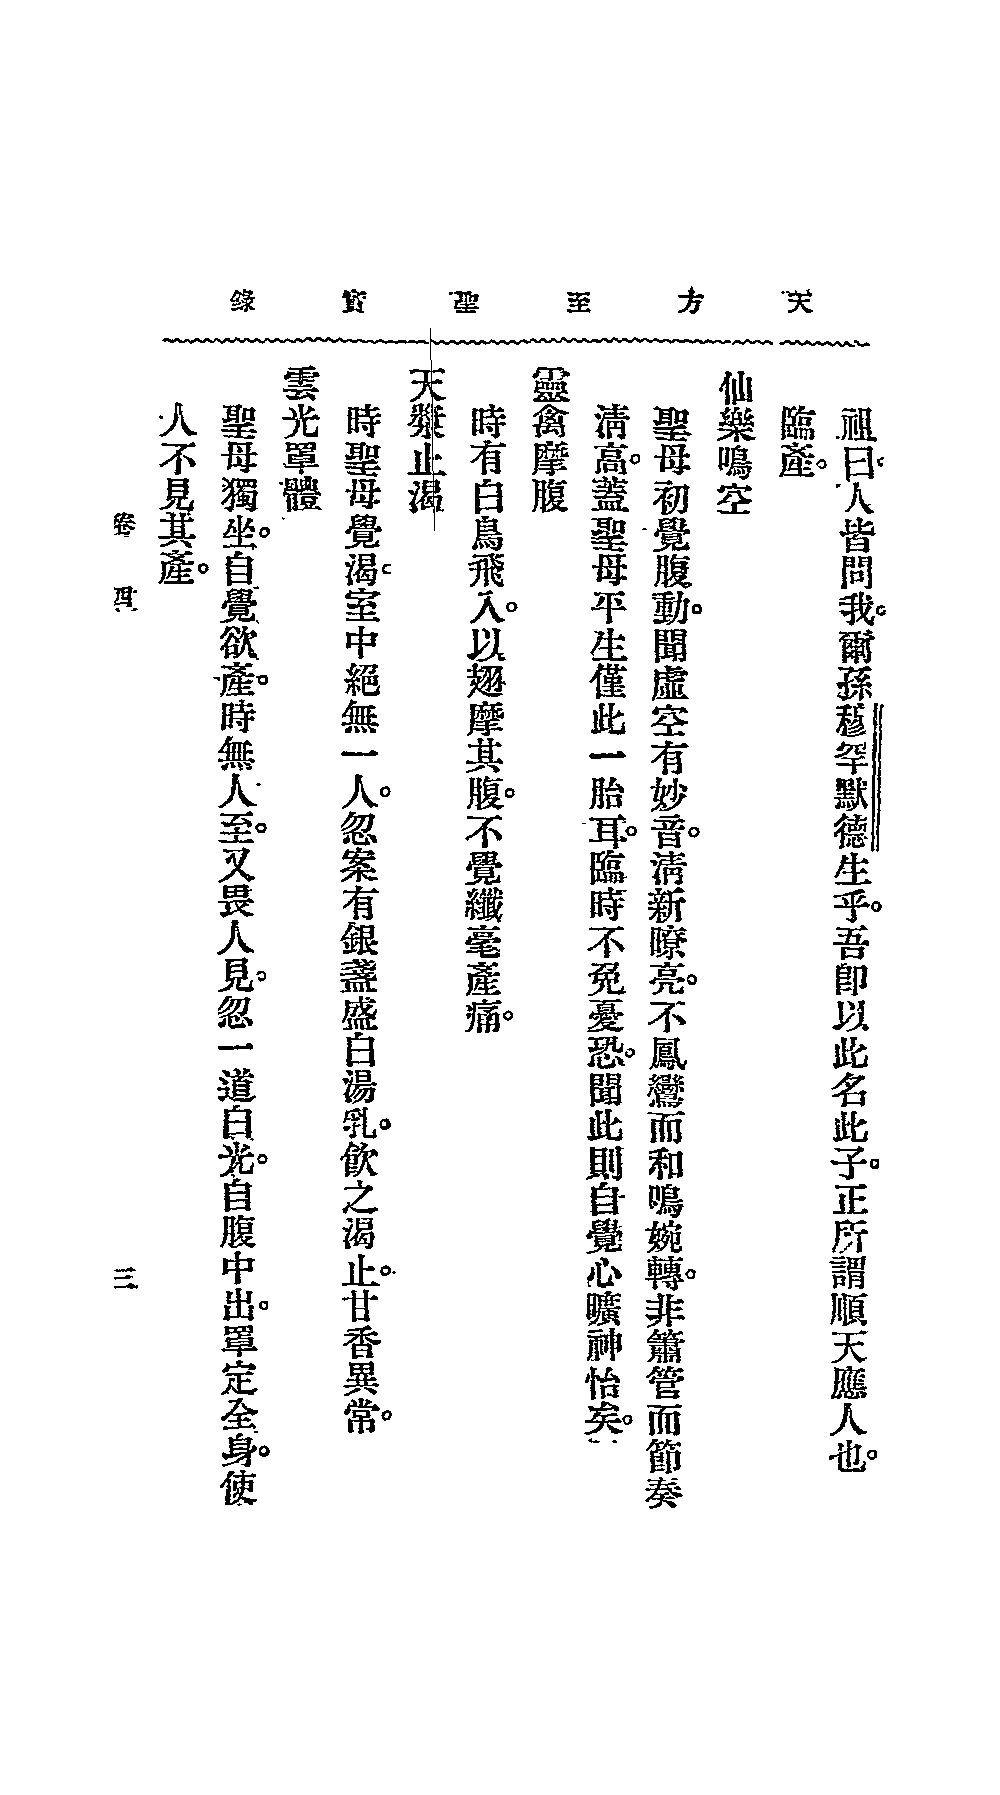 天方至聖實錄
祖曰。人皆問我。爾孫穆罕默德生乎。吾卽以此名此子。正所謂順天應人也。
臨產。
仙樂鳴空
聖母初覺腹動。聞虛空有妙音。淸新暸亮。不鳳鸞而和鳴婉轉。非簫管而節奏
淸高。蓋聖母平生僅此一胎耳。臨時不免憂恐。聞此則自覺心曠神怡矣。
靈禽摩腹
時有白鳥飛入。以翅摩其腹。不覺纖毫產痛。
天漿止渴
時聖母覺渴。室中絕無一人。忽案有銀盞盛白湯乳。飮之渴止。甘香異常。
雲光罩體
聖母獨坐。自覺欲產。時無人至。又畏人見。忽一道白光。自腹中出。罩定全身。使
人不見其產。
卷四
三